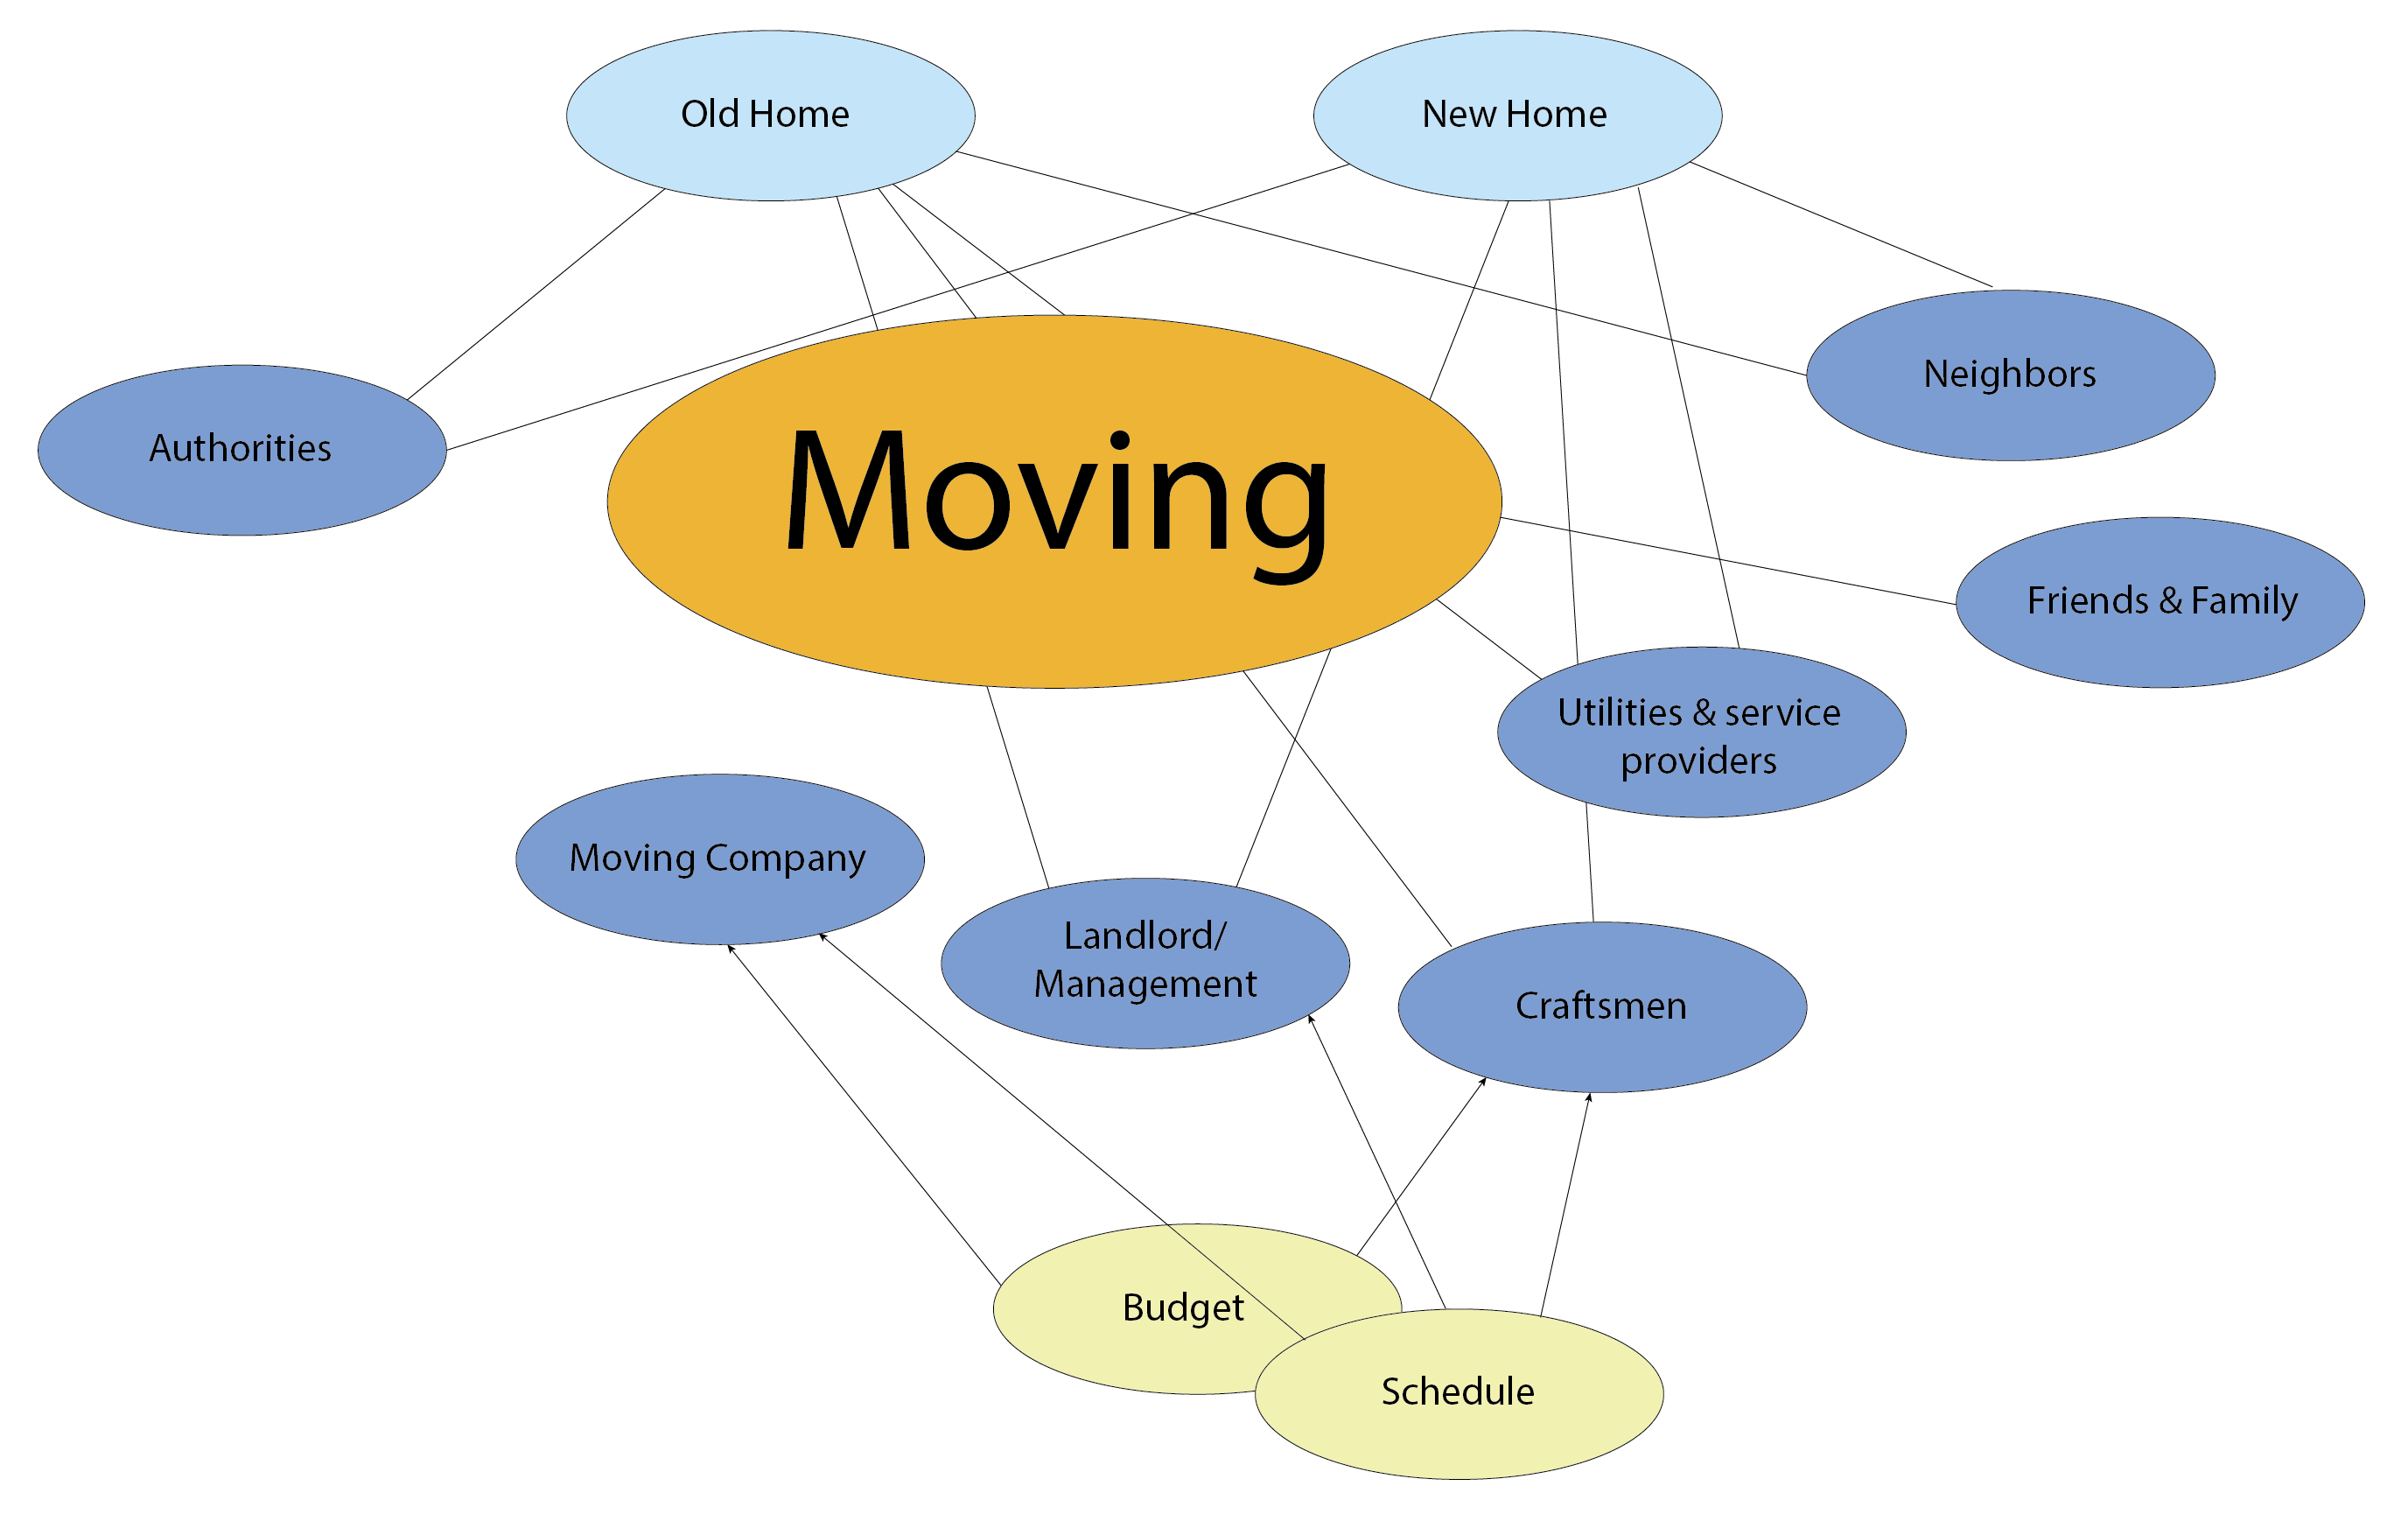 Old Home
New Home
Neighbors
Authorities
Moving
Friends & Family
Utilities & service
providers
Moving Company
Landlord/
Management
Craftsmen
Budget
Schedule